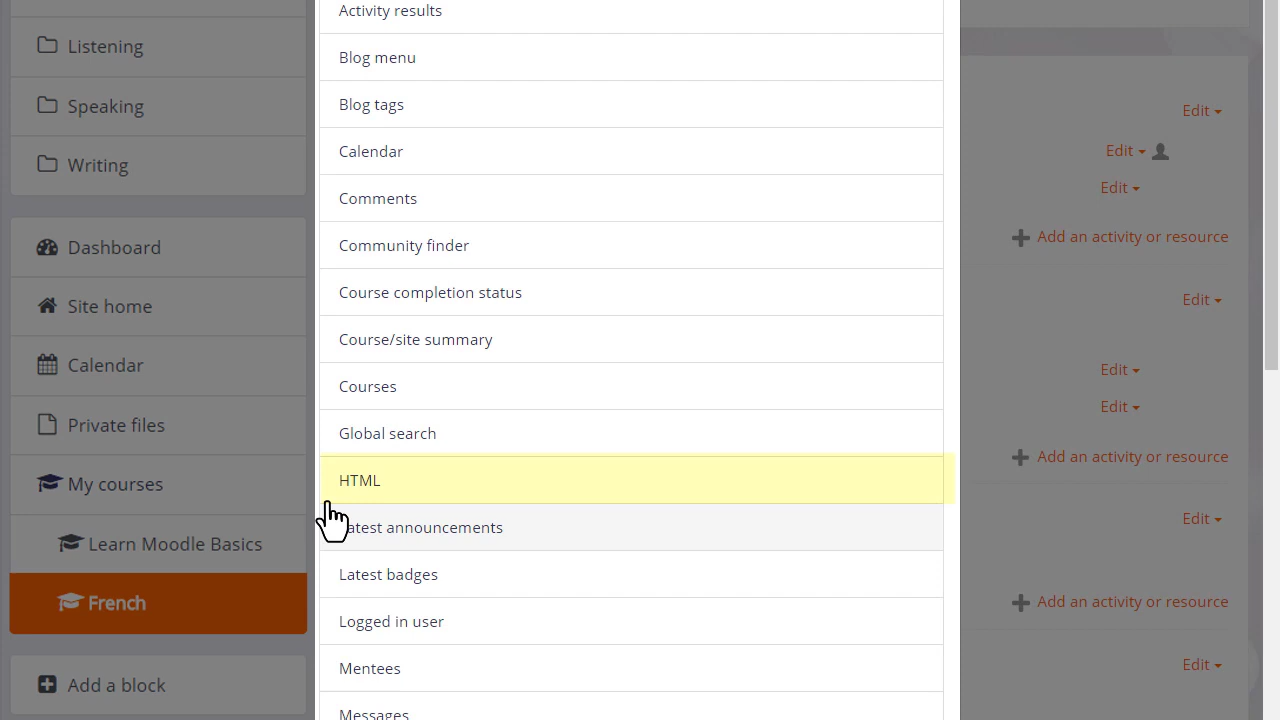 Listening
Speaking
Writing
Dashboard
Site home
Calendar
Private files
My courses
Learn Moodle Basics
French
Add a block
Activity results
Blog menu
Blog tags
Calendar
Comments
Community finder
Course completion status
Course/site summary
Courses
Global search
HTML
atest announcements
Latest badges
Logged in user
Mentees
Messages
Edit
Edit
Edit
Add an activity or resource
Edit
Edit
Edit
Add an activity or resource
Edit
Add an activity or resource
Edit